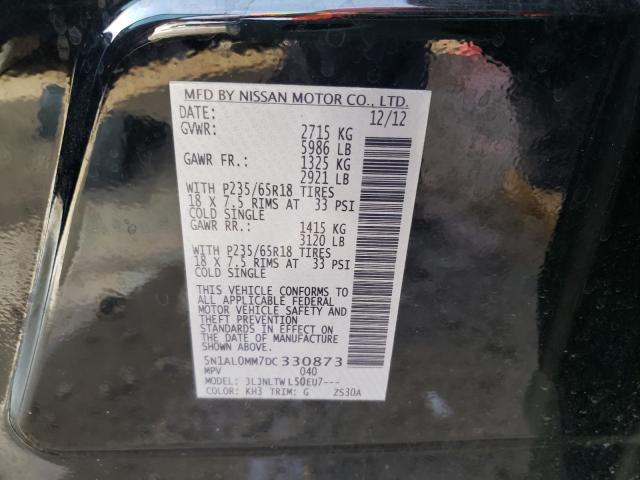 MFD BY NISSAN MOTOR CO., LTD.
DATE: 12/12
GVWR: 2715 KG
5986 LB
GAWR FR.: 1325 KG
2921 LB
WITH P235/65R18 TIRES
18 X 7.5 RIMS AT 33 PSI
COLD SINGLE
GAWR RR.: 1415 KG
3120 LB
WITH P235/65R18 TIRES
18 X 7.5 RIMS AT 33 PSI
COLD SINGLE
THIS VEHICLE CONFORMS TO
ALL APPLICABLE FEDERAL
MOTOR VEHICLE SAFETY AND
THEFT PREVENTION
STANDARDS IN EFFECT ON
THE DATE OF MANUFACTURE
SHOWN ABOVE.
5N1AL0MM7DC330873
MPV 040
MODEL: JLJNLTWL50EU7---
COLOR: KH3 TRIM: G ZS30A